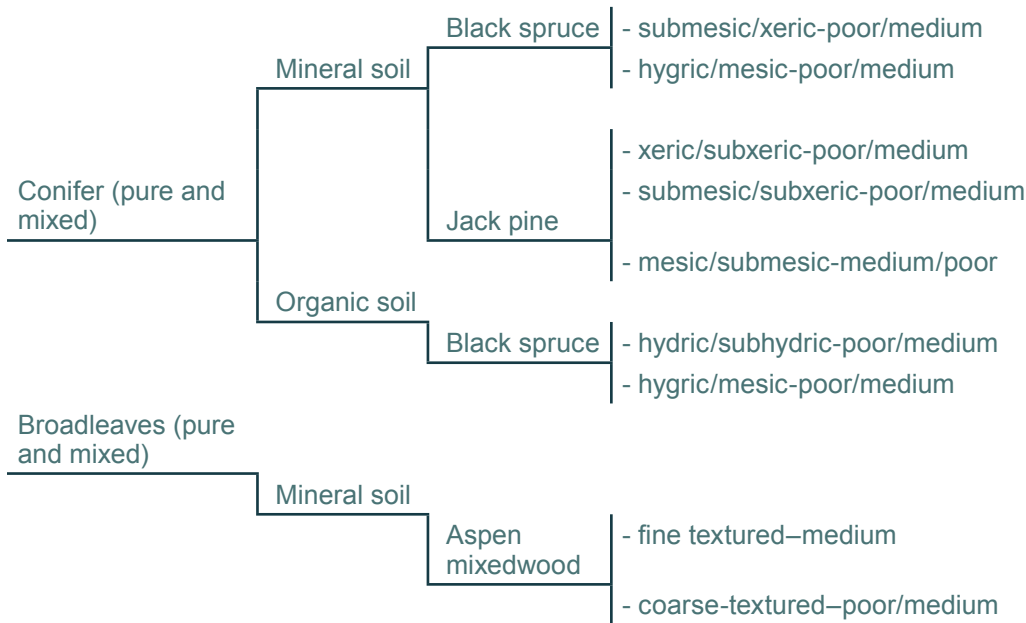 Black spruce
- submesic/xeric-poor/medium
Mineral soil
- hygric/mesic-poor/medium
- xeric/subxeric-poor/medium
Conifer (pure and
mixed)
- submesic/subxeric-poor/medium
Jack pine
- mesic/submesic-medium/poor
Organic soil
Black spruce
- hydric/subhydric-poor/medium
- hygric/mesic-poor/medium
Broadleaves (pure
and mixed)
Mineral soil
Aspen
mixedwood
- fine textured–medium
- coarse-textured–poor/medium